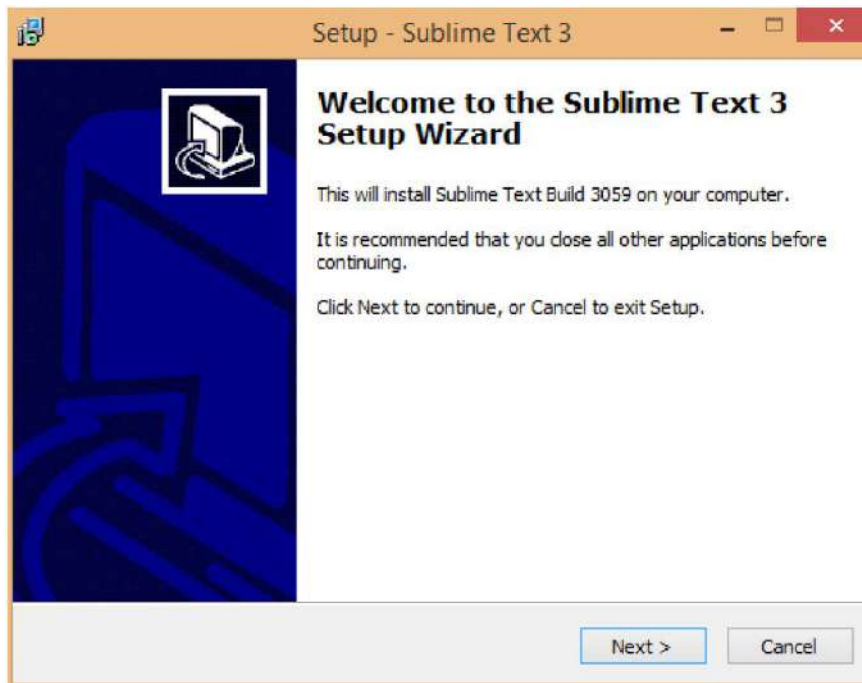 Setup - Sublime Text 3
Welcome to the Sublime Text 3
Setup Wizard
This will install Sublime Text Build 3059 on your computer.
It is recommended that you close all other applications before
continuing.
Click Next to continue, or Cancel to exit Setup.
Next >
Cancel